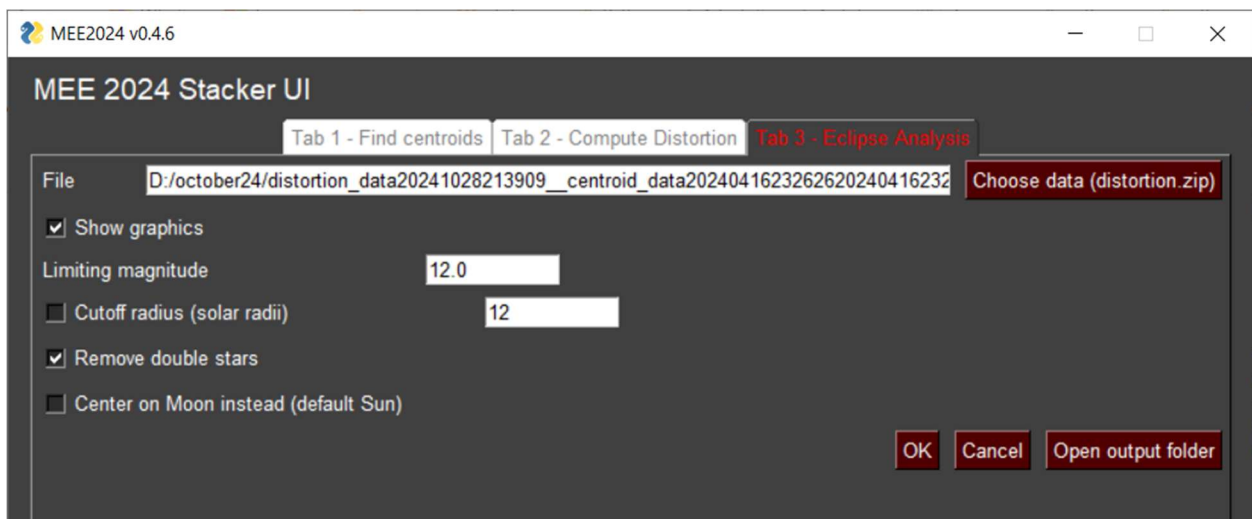 MEE2024 v0.4.6
MEE 2024 Stacker UI
Tab 1 - Find centroids Tab 2 - Compute Distortion Tab 3 - Eclipse Analysis
File D:/october24/distortion_data20241028213909__centroid_data2024041623262620240416232 Choose data (distortion.zip)
Show graphics
Limiting magnitude 12.0
Cutoff radius (solar radii) 12
Remove double stars
Center on Moon instead (default Sun)
OK Cancel Open output folder